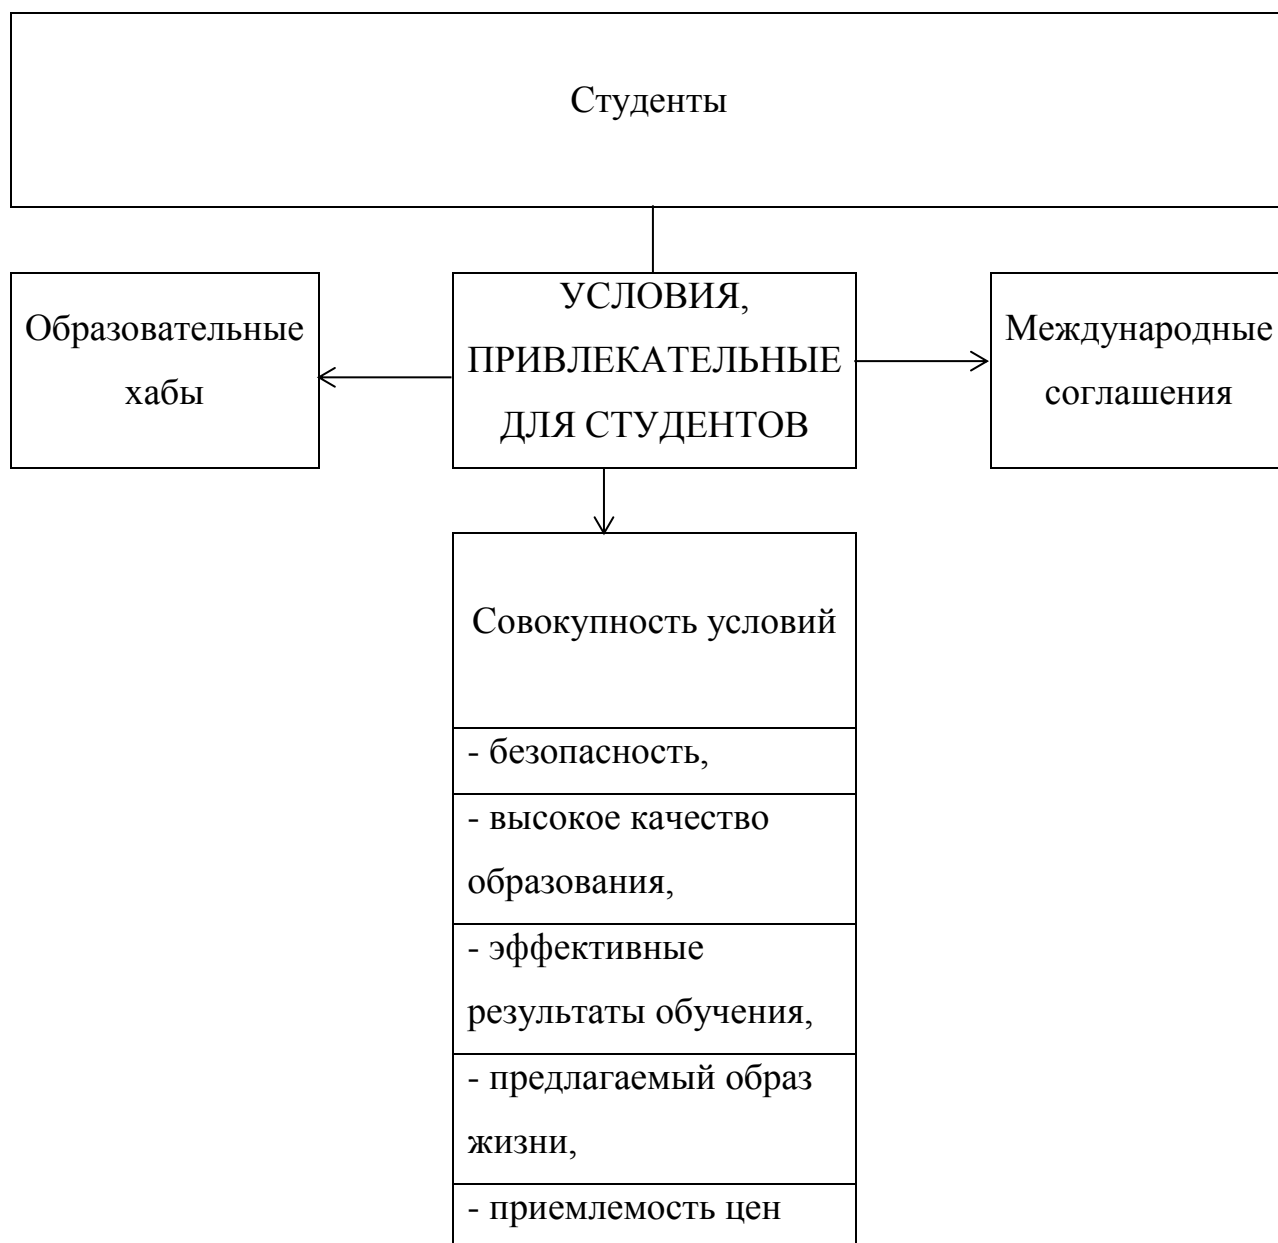 Студенты
Образовательные
хабы
УСЛОВИЯ,
ПРИВЛЕКАТЕЛЬНЫЕ
ДЛЯ СТУДЕНТОВ
Международные
соглашения
Совокупность условий
- безопасность,
- высокое качество
образования,
- эффективные
результаты обучения,
- предлагаемый образ
жизни,
- приемлемость цен